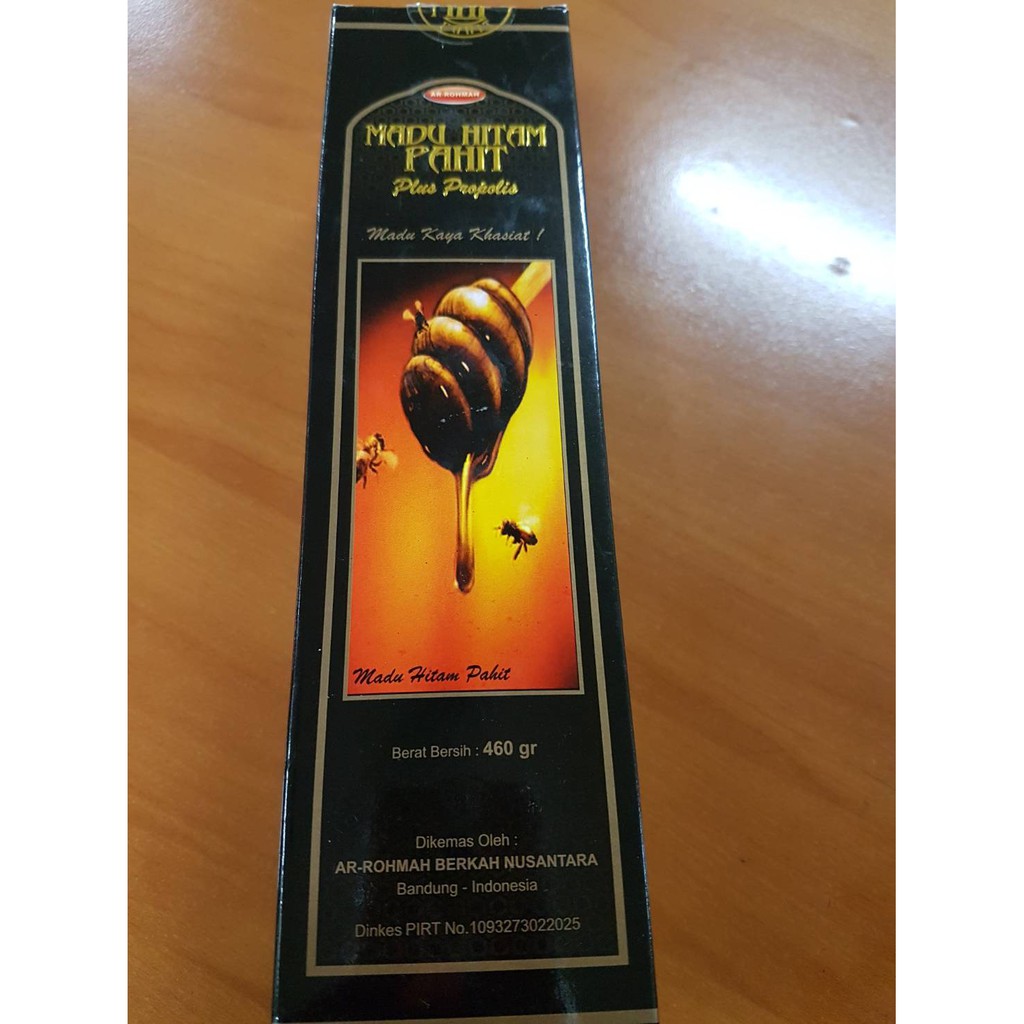 AR-ROHMAH
MADU HITAM
PAHIT
Plus Propolis
Madu Kaya Khasiat !
Madu Hitam Pahit
Berat Bersih : 460 gr
Dikemas Oleh :
AR-ROHMAH BERKAH NUSANTARA
Bandung - Indonesia
Dinkes PIRT No.1093273022025